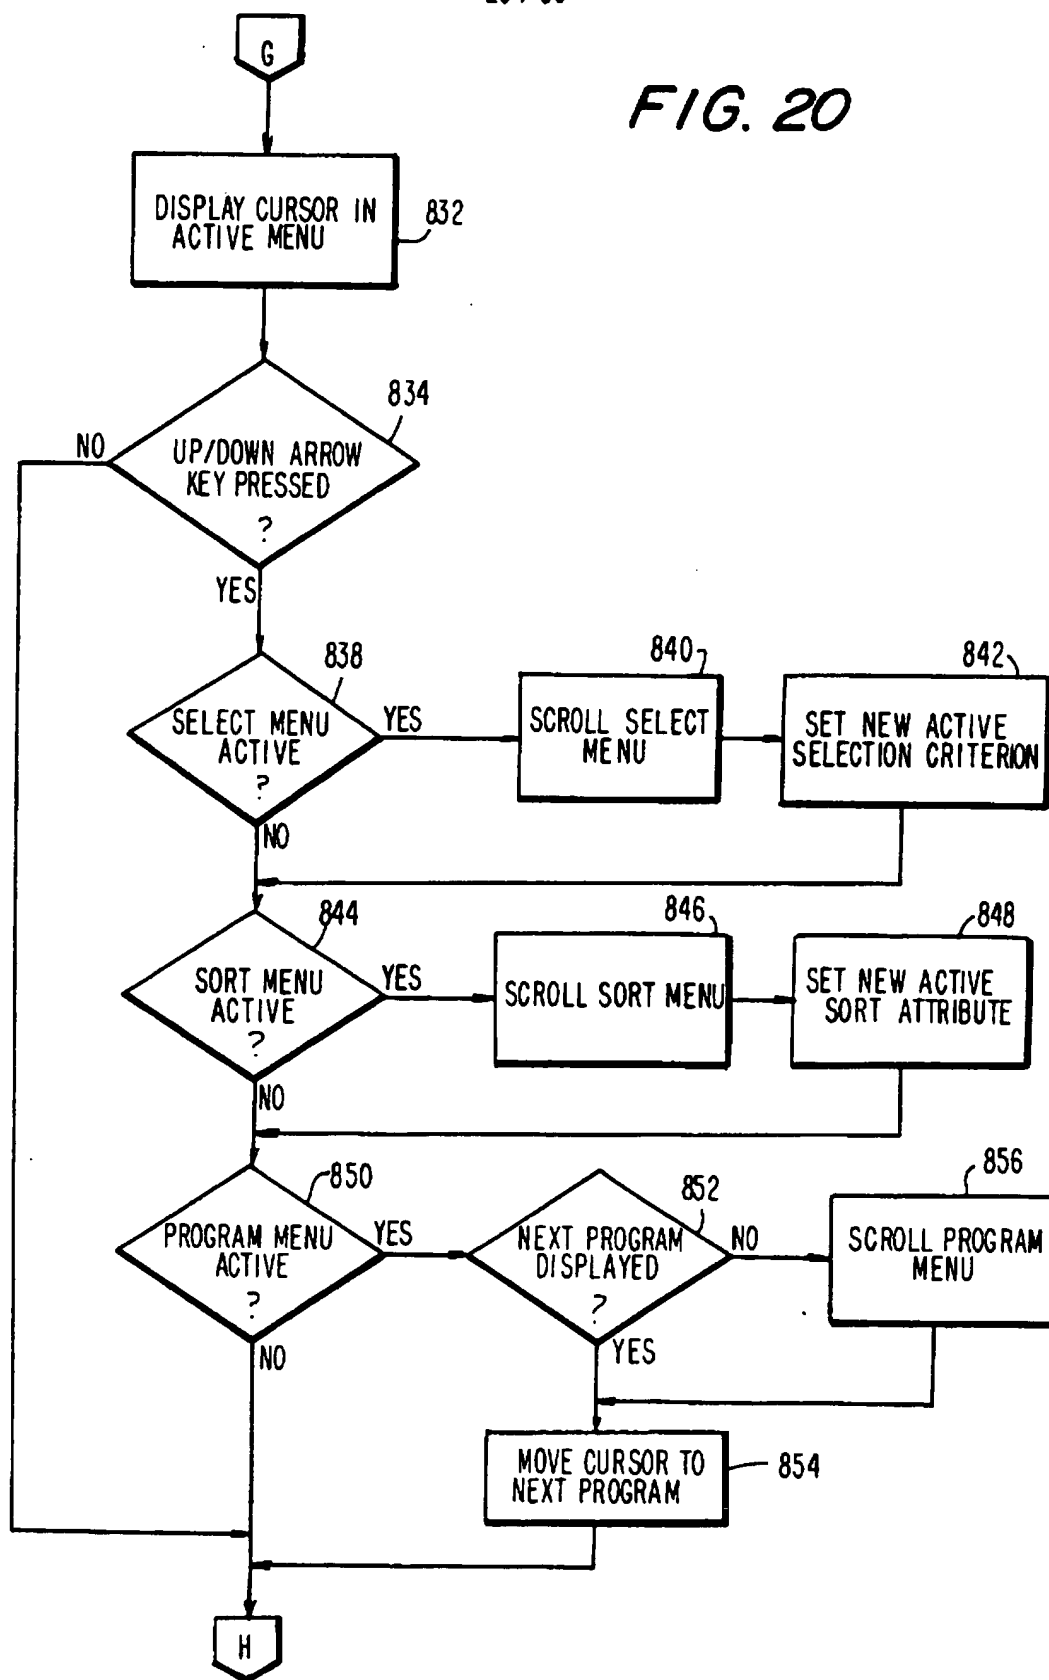 G
FIG. 20
DISPLAY CURSOR IN
ACTIVE MENU
832
834
NO
UP/DOWN ARROW
KEY PRESSED
?
YES
838
SELECT MENU
ACTIVE
?
YES
NO
840
SCROLL SELECT
MENU
842
SET NEW ACTIVE
SELECTION CRITERION
844
SORT MENU
ACTIVE
?
YES
NO
846
SCROLL SORT MENU
848
SET NEW ACTIVE
SORT ATTRIBUTE
850
PROGRAM MENU
ACTIVE
?
YES
NO
852
NEXT PROGRAM
DISPLAYED
?
NO
YES
856
SCROLL PROGRAM
MENU
MOVE CURSOR TO
NEXT PROGRAM
854
H